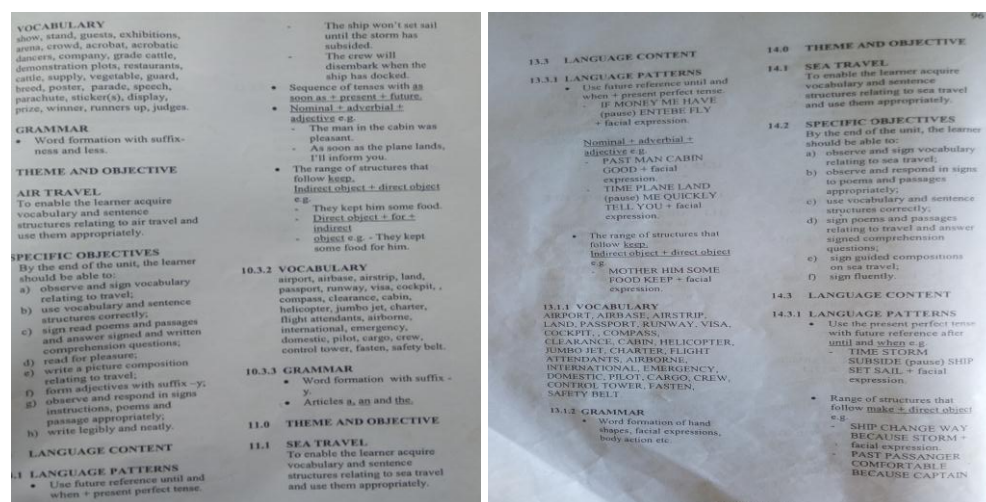 VOCABULARY
show, stand, guests, exhibitions,
arena, crowd, acrobat, acrobatic
dancers, company, grade cattle,
demonstration plots, restaurants,
cattle, supply, vegetable, guard,
breed, poster, parade, speech,
parachute, sticker(s), display,
prize, winner, runners up, judges.
GRAMMAR
• Word formation with suffix-
ness and less.
THEME AND OBJECTIVE
AIR TRAVEL
To enable the learner acquire
vocabulary and sentence
structures relating to air travel and
use them appropriately.
SPECIFIC OBJECTIVES
By the end of the unit, the learner
should be able to:
a) observe and sign vocabulary
relating to travel;
b) use vocabulary and sentence
structures correctly;
c) sign read poems and passages
and answer signed and written
comprehension questions;
d) read for pleasure;
e) write a picture composition
relating to travel;
f) form adjectives with suffix –y;
g) observe and respond in signs
instructions, poems and
passage appropriately;
h) write legibly and neatly.
LANGUAGE CONTENT
.1 LANGUAGE PATTERNS
• Use future reference until and
when + present perfect tense.
- The ship won't set sail
until the storm has
subsided.
- The crew will
disembark when the
ship has docked.
• Sequence of tenses with as
soon as + present + future.
• Nominal + adverbial +
adjective e.g.
- The man in the cabin was
pleasant.
- As soon as the plane lands,
I'll inform you.
• The range of structures that
follow keep.
Indirect object + direct object
e.g.
- They kept him some food.
- Direct object + for +
indirect
- object e.g. - They kept
some food for him.
10.3.2 VOCABULARY
airport, airbase, airstrip, land,
passport, runway, visa, cockpit, ,
compass, clearance, cabin,
helicopter, jumbo jet, charter,
flight attendants, airborne,
international, emergency,
domestic, pilot, cargo, crew,
control tower, fasten, safety belt.
10.3.3 GRAMMAR
• Word formation with suffix -
y.
• Articles a, an and the.
11.0 THEME AND OBJECTIVE
11.1 SEA TRAVEL
To enable the learner acquire
vocabulary and sentence
structures relating to sea travel
and use them appropriately.
96
13.3 LANGUAGE CONTENT
13.3.1 LANGUAGE PATTERNS
• Use future reference until and
when + present perfect tense.
- IF MONEY ME HAVE
(pause) ENTEBE FLY
+ facial expression.
Nominal + adverbial +
adjective e.g.
- PAST MAN CABIN
GOOD + facial
expression.
- TIME PLANE LAND
(pause) ME QUICKLY
TELL YOU + facial
expression.
• The range of structures that
follow keep.
Indirect object + direct object
e.g.
- MOTHER HIM SOME
FOOD KEEP + facial
expression.
13.1.1 VOCABULARY
AIRPORT, AIRBASE, AIRSTRIP,
LAND, PASSPORT, RUNWAY, VISA,
COCKPIT, , COMPASS,
CLEARANCE, CABIN, HELICOPTER,
JUMBO JET, CHARTER, FLIGHT
ATTENDANTS, AIRBORNE,
INTERNATIONAL, EMERGENCY,
DOMESTIC, PILOT, CARGO, CREW,
CONTROL TOWER, FASTEN,
SAFETY BELT.
13.1.2 GRAMMAR
• Word formation of hand
shapes, facial expressions,
body action etc.
14.0 THEME AND OBJECTIVE
14.1 SEA TRAVEL
To enable the learner acquire
vocabulary and sentence
structures relating to sea travel
and use them appropriately.
14.2 SPECIFIC OBJECTIVES
By the end of the unit, the learner
should be able to:
a) observe and sign vocabulary
relating to sea travel;
b) observe and respond in signs
to poems and passages
appropriately;
c) use vocabulary and sentence
structures correctly;
d) sign poems and passages
relating to travel and answer
signed comprehension
questions;
e) sign guided compositions
on sea travel;
f) sign fluently.
14.3 LANGUAGE CONTENT
14.3.1 LANGUAGE PATTERNS
• Use the present perfect tense
with future reference after
until and when e.g.
- TIME STORM
SUBSIDE (pause) SHIP
SET SAIL + facial
expression.
• Range of structures that
follow make + direct object
e.g.
- SHIP CHANGE WAY
BECAUSE STORM +
- facial expression.
- PAST PASSANGER
COMFORTABLE
BECAUSE CAPTAIN